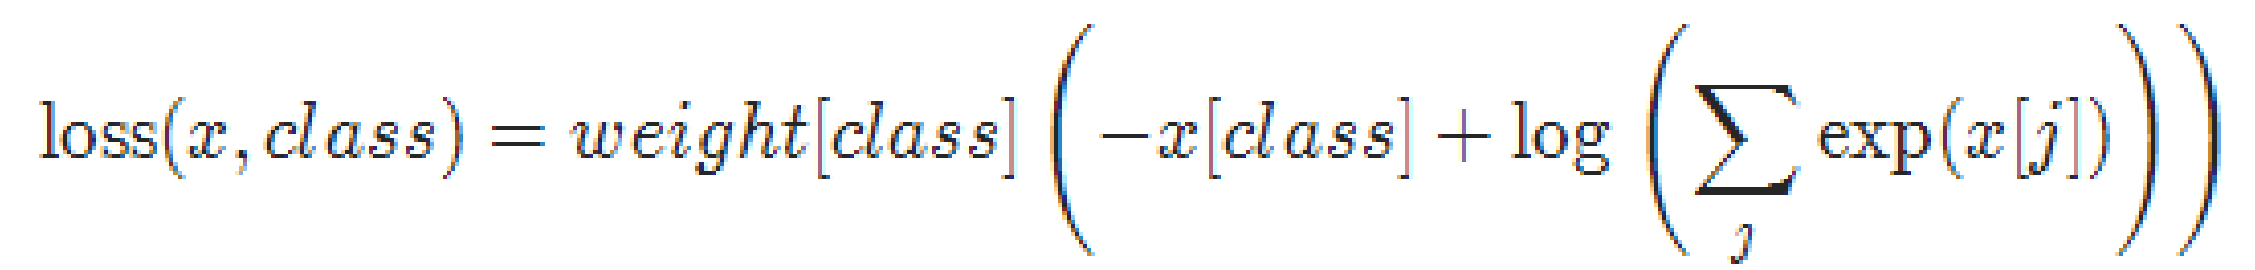 loss(x, class) = weight[class] (−x[class] + log (∑_j exp(x[j])))